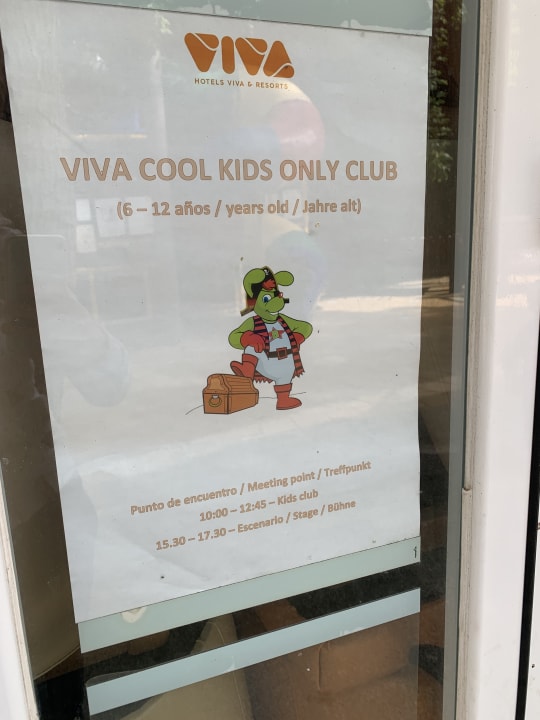 VIVA
HOTELS VIVA & RESORTS
VIVA COOL KIDS ONLY CLUB
(6 – 12 años / years old / Jahre alt)
Punto de encuentro / Meeting point / Treffpunkt
10:00 – 12:45 – Kids club
15.30 – 17.30 – Escenario / Stage / Bühne